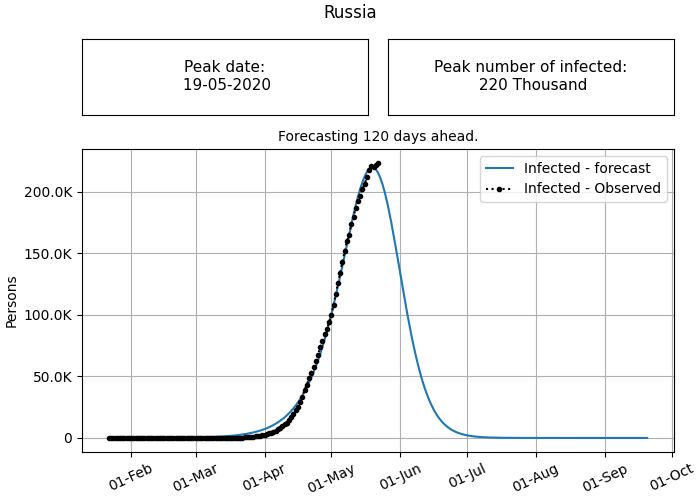 Russia
Peak date:
19-05-2020
Peak number of infected:
220 Thousand
Forecasting 120 days ahead.
Infected - forecast
Infected - Observed
Persons
200.0K
150.0K
100.0K
50.0K
0
01-Feb
01-Mar
01-Apr
01-May
01-Jun
01-Jul
01-Aug
01-Sep
01-Oct